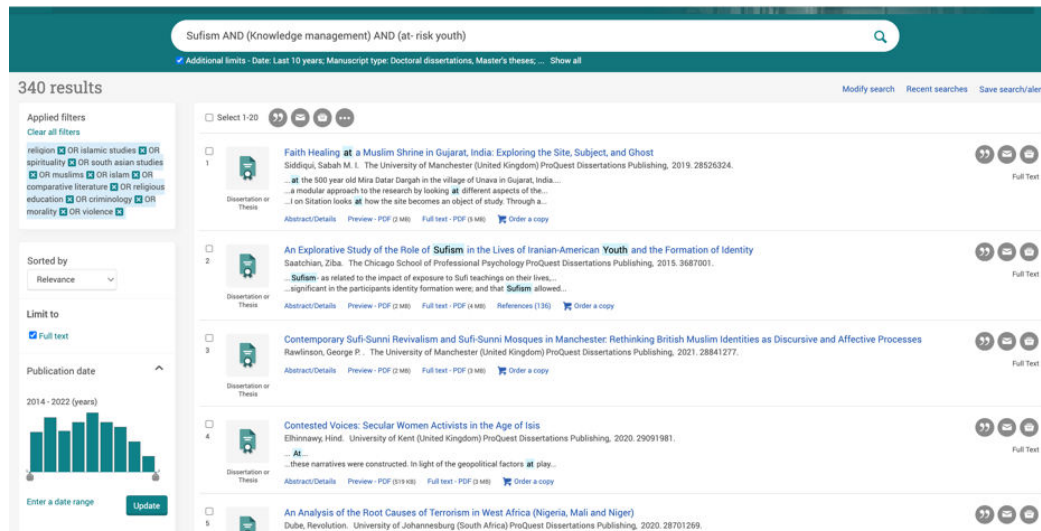 Sufism AND (Knowledge management) AND (at- risk youth)
Additional limits - Date: Last 10 years; Manuscript type: Doctoral dissertations, Master's theses; ... Show all
340 results
Modify search Recent searches Save search/aler
Applied filters
Clear all filters
religion OR islamic studies OR
spirituality OR south asian studies
OR muslims OR islam OR
comparative literature OR religious
education OR criminology OR
morality OR violence
Sorted by
Relevance
Limit to
Full text
Publication date
2014 - 2022 (years)
Enter a date range Update
Select 1-20
1
Dissertation or
Thesis
Faith Healing at a Muslim Shrine in Gujarat, India: Exploring the Site, Subject, and Ghost
Siddiqui, Sabah M. I. The University of Manchester (United Kingdom) ProQuest Dissertations Publishing, 2019. 28526324.
...at the 500 year old Mira Datar Dargah in the village of Unava in Gujarat, India....
...a modular approach to the research by looking at different aspects of the...
...I on Sitation looks at how the site becomes an object of study. Through a...
Abstract/Details Preview - PDF (2 MB) Full text - PDF (5 MB) Order a copy
Full Text
2
Dissertation or
Thesis
An Explorative Study of the Role of Sufism in the Lives of Iranian-American Youth and the Formation of Identity
Saatchian, Ziba. The Chicago School of Professional Psychology ProQuest Dissertations Publishing, 2015. 3687001.
...Sufism- as related to the impact of exposure to Sufi teachings on their lives,...
...significant in the participants identity formation were; and that Sufism allowed...
Abstract/Details Preview - PDF (2 MB) Full text - PDF (4 MB) References (136) Order a copy
Full Text
3
Dissertation or
Thesis
Contemporary Sufi-Sunni Revivalism and Sufi-Sunni Mosques in Manchester: Rethinking British Muslim Identities as Discursive and Affective Processes
Rawlinson, George P. . The University of Manchester (United Kingdom) ProQuest Dissertations Publishing, 2021. 28841277.
Abstract/Details Preview - PDF (2 MB) Full text - PDF (3 MB) Order a copy
Full Text
4
Dissertation or
Thesis
Contested Voices: Secular Women Activists in the Age of Isis
Elhinnawy, Hind. University of Kent (United Kingdom) ProQuest Dissertations Publishing, 2020. 29091981.
... At...
...these narratives were constructed. In light of the geopolitical factors at play...
Abstract/Details Preview - PDF (519 KB) Full text - PDF (3 MB) Order a copy
Full Text
5
An Analysis of the Root Causes of Terrorism in West Africa (Nigeria, Mali and Niger)
Dube, Revolution. University of Johannesburg (South Africa) ProQuest Dissertations Publishing, 2020. 28701269.